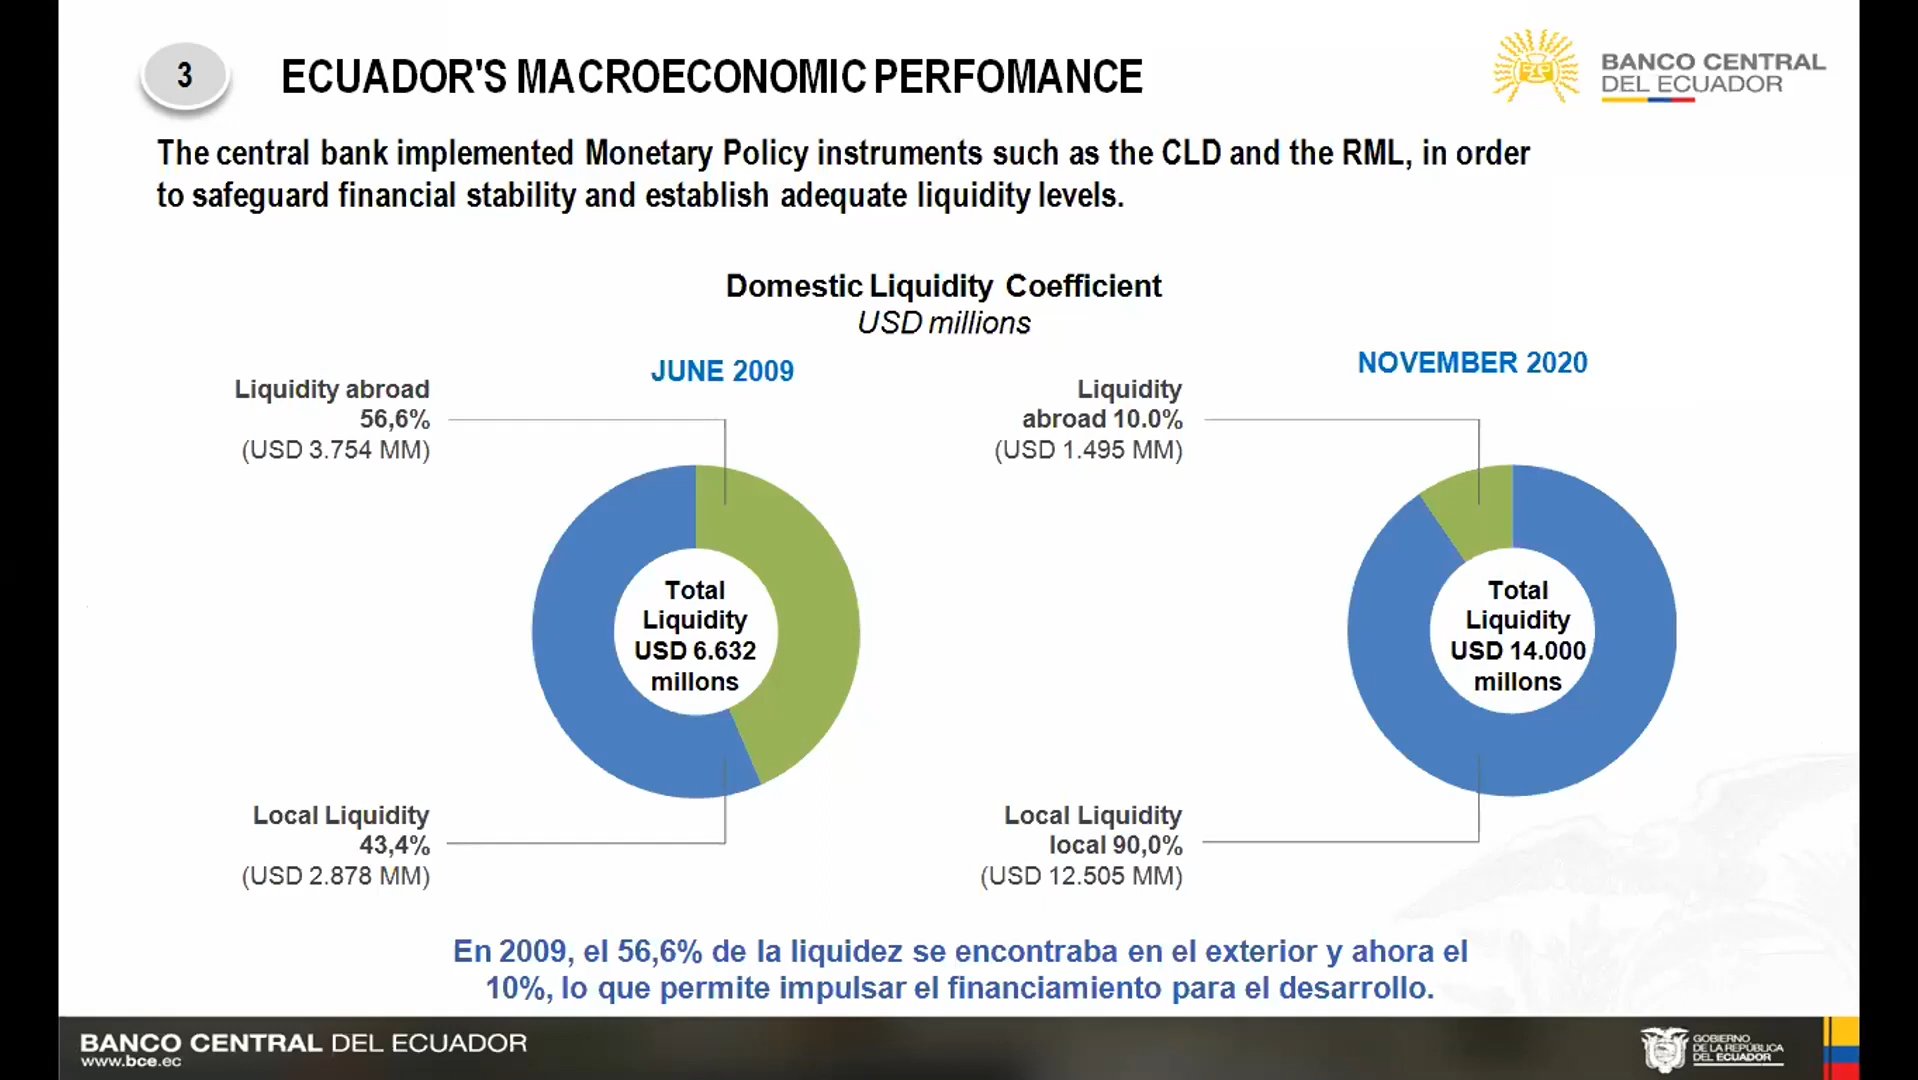 3
ECUADOR'S MACROECONOMIC PERFOMANCE
BANCO CENTRAL
DEL ECUADOR
The central bank implemented Monetary Policy instruments such as the CLD and the RML, in order
to safeguard financial stability and establish adequate liquidity levels.
Domestic Liquidity Coefficient
USD millions
JUNE 2009
Liquidity abroad
56,6%
(USD 3.754 MM)
Total
Liquidity
USD 6.632
millons
Local Liquidity
43,4%
(USD 2.878 MM)
NOVEMBER 2020
Liquidity
abroad 10.0%
(USD 1.495 MM)
Total
Liquidity
USD 14.000
millons
Local Liquidity
local 90,0%
(USD 12.505 MM)
En 2009, el 56,6% de la liquidez se encontraba en el exterior y ahora el
10%, lo que permite impulsar el financiamiento para el desarrollo.
BANCO CENTRAL DEL ECUADOR
www.bce.ec
GOBIERNO
DE LA REPÚBLICA
DEL ECUADOR